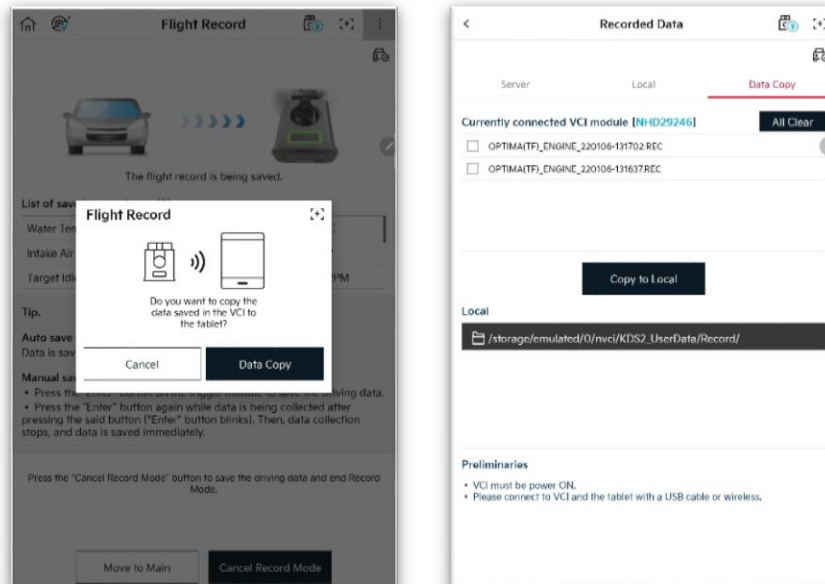 Flight Record
The flight record is being saved.
List of sav
Water Ten
Intake Air
Target Idl
PM
Flight Record
Do you want to copy the
data saved in the VCI to
the tablet?
Cancel
Data Copy
Tip.
Auto save
Data is sav
Manual sav
• Press the
driving data.
• Press the "Enter" button again while data is being collected after
pressing the said button ("Enter" button blinks). Then, data collection
stops, and data is saved immediately.
Press the "Cancel Record Mode" button to save the driving data and end Record
Mode.
Move to Main
Cancel Record Mode
Recorded Data
Server
Local
Data Copy
Currently connected VCI module [NHD29246]
All Clear
OPTIMA(TF)_ENGINE_220106-131702.REC
OPTIMA(TF)_ENGINE_220106-131637.REC
Copy to Local
Local
/storage/emulated/0/nvci/KDS2_UserData/Record/
Preliminaries
• VCI must be power ON.
• Please connect to VCI and the tablet with a USB cable or wireless.